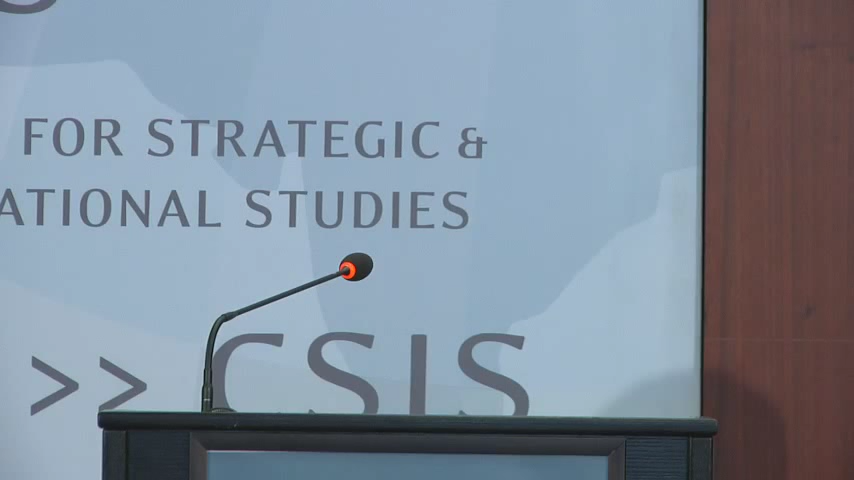 FOR STRATEGIC &
ATIONAL STUDIES
>> CSIS